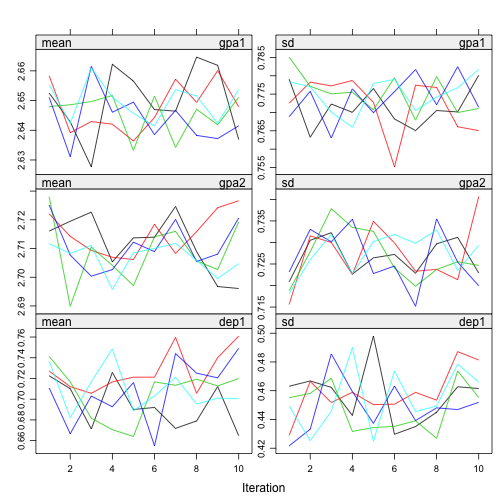 mean gpa1 sd gpa1
2.63 2.64 2.65 2.66
0.755 0.765 0.775 0.785
mean gpa2 sd gpa2
2.69 2.70 2.71 2.72
0.715 0.725 0.735
mean dep1 sd dep1
0.66 0.68 0.70 0.72 0.74 0.76
0.42 0.44 0.46 0.48 0.50
2 4 6 8 10 2 4 6 8 10
Iteration